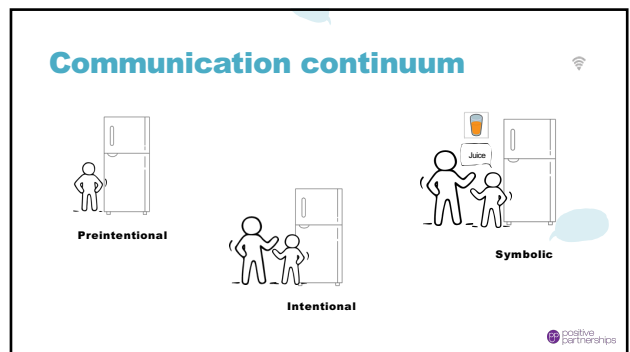 Communication continuum
Juice
Preintentional
Symbolic
Intentional
positive
partnerships